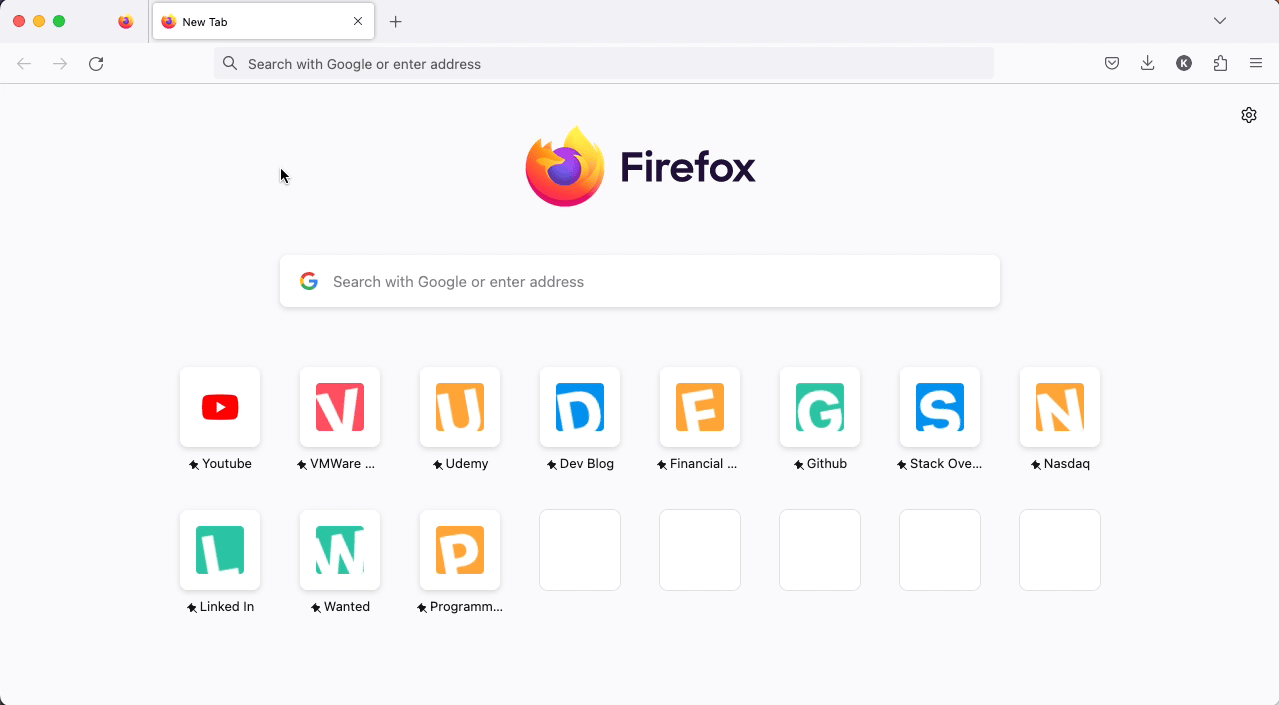 New Tab
Search with Google or enter address
K
Firefox
Search with Google or enter address
V U D F G S N
Youtube VMWare ... Udemy Dev Blog Financial ... Github Stack Ove... Nasdaq
L W P
Linked In Wanted Programm...